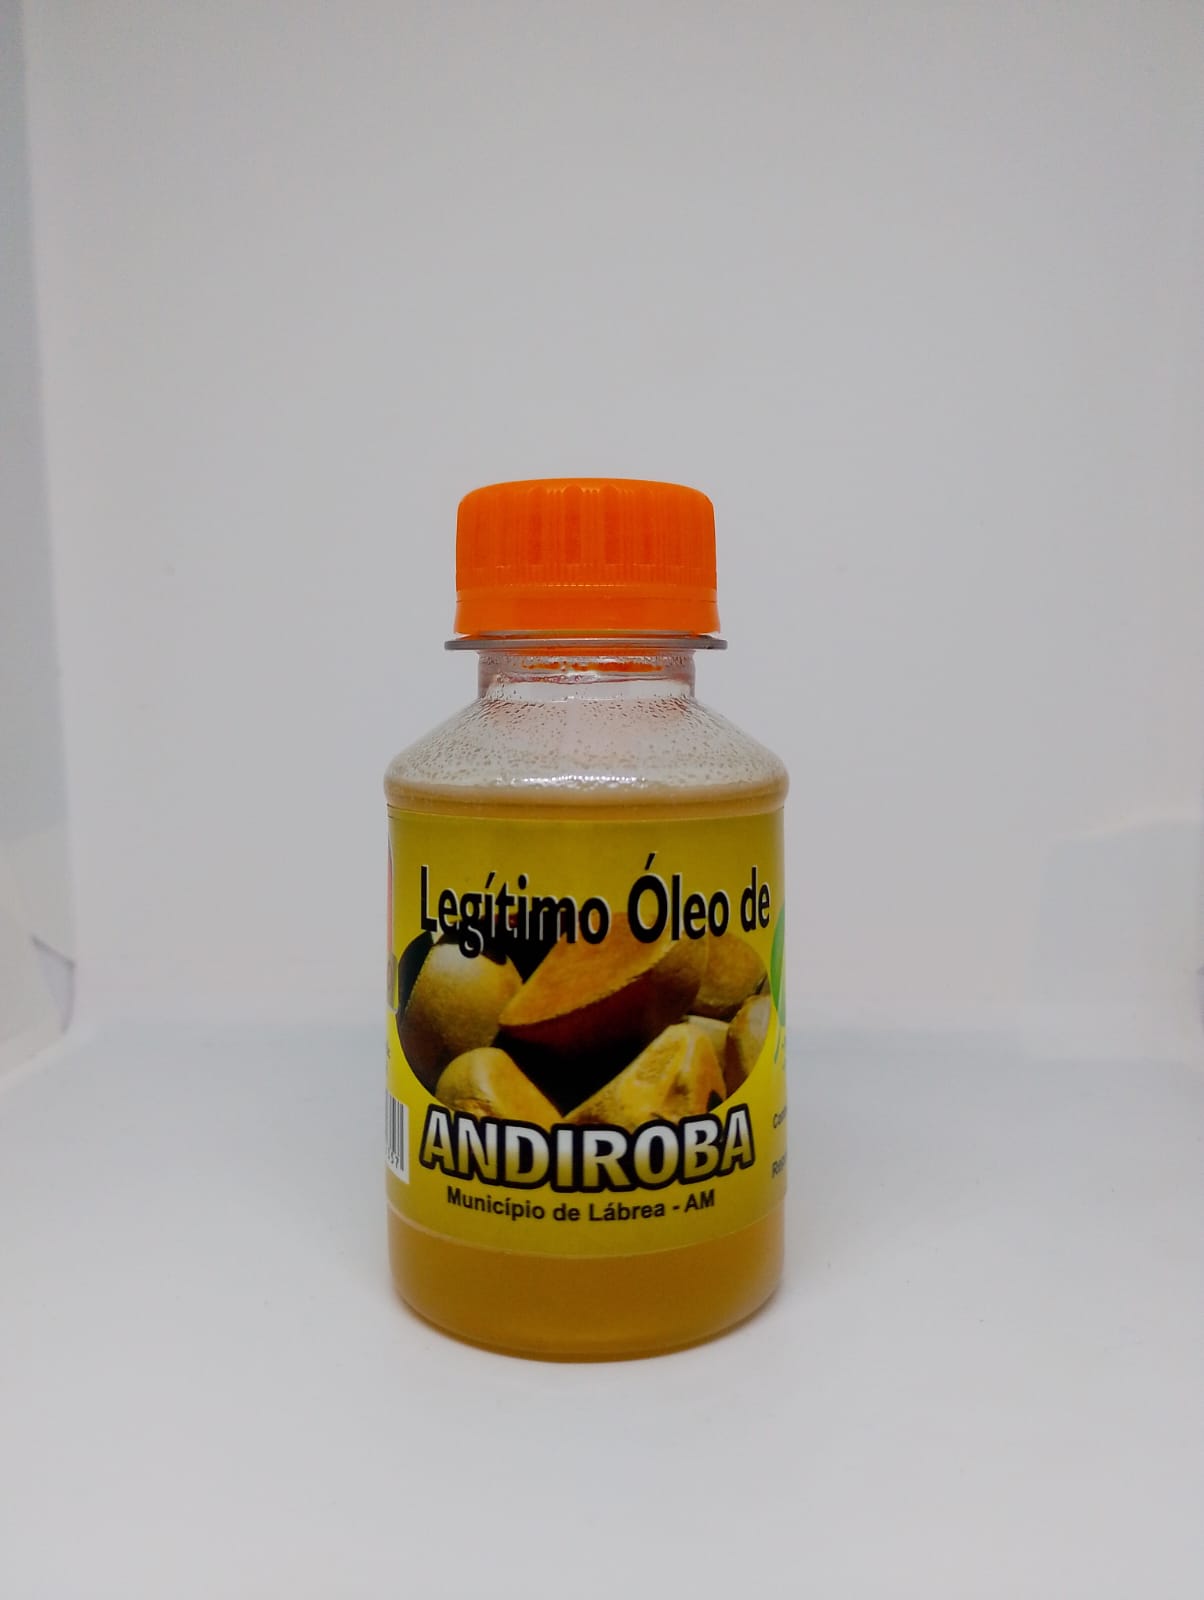 Legítimo Óleo de
ANDIROBA
Município de Lábrea - AM